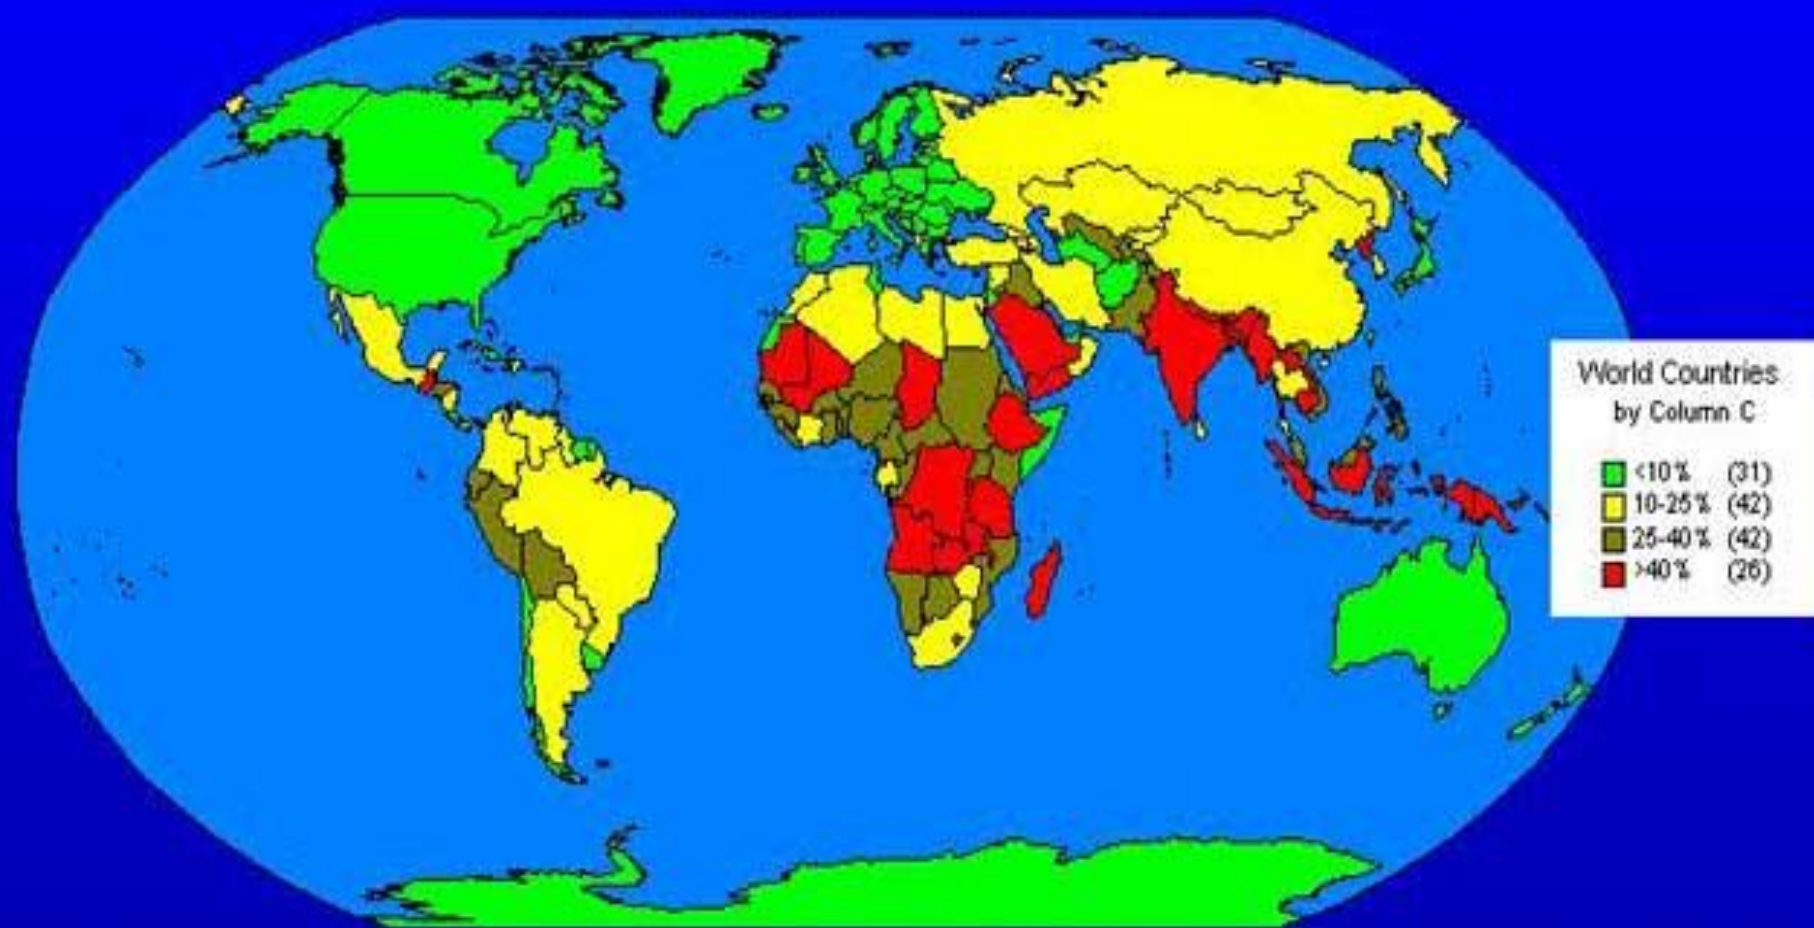 World Countries
by Column C
<10% (31)
10-25% (42)
25-40% (42)
>40% (26)